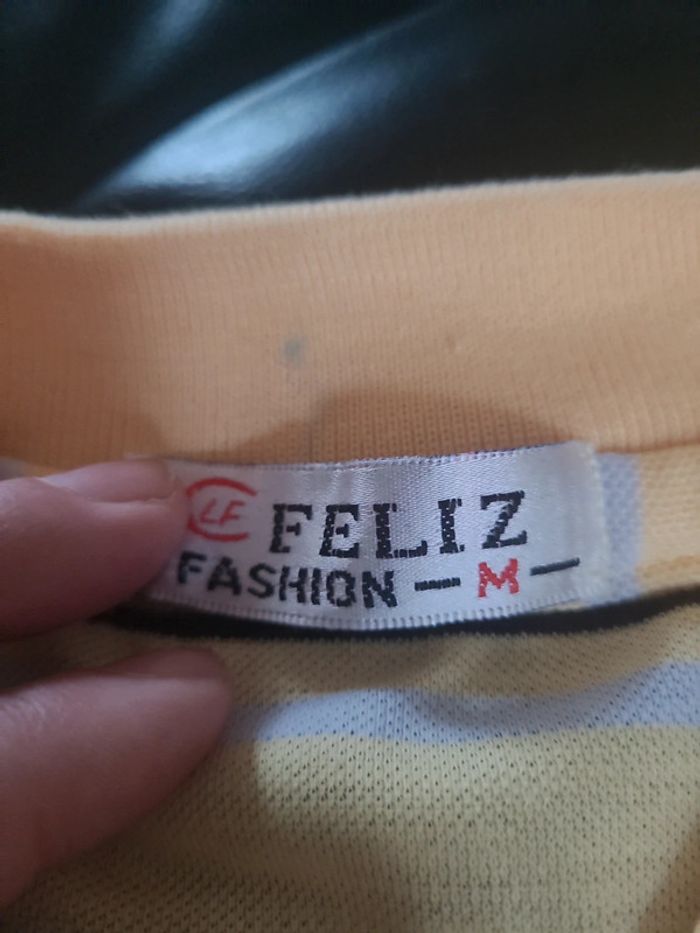 LF FELIZ
FASHION — M —